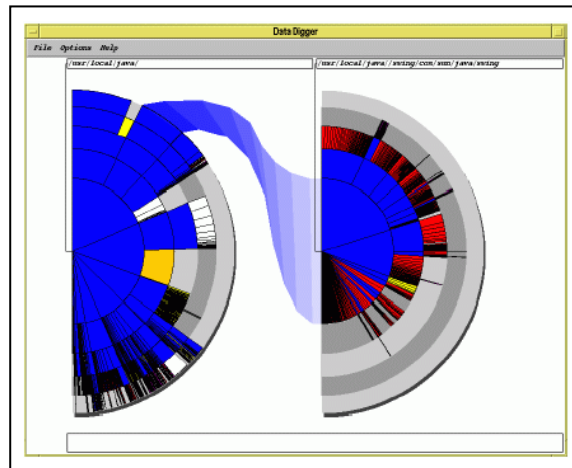 Data Digger
File Options Help
/usr/local/java/
/usr/local/java//swing/com/sun/java/swing